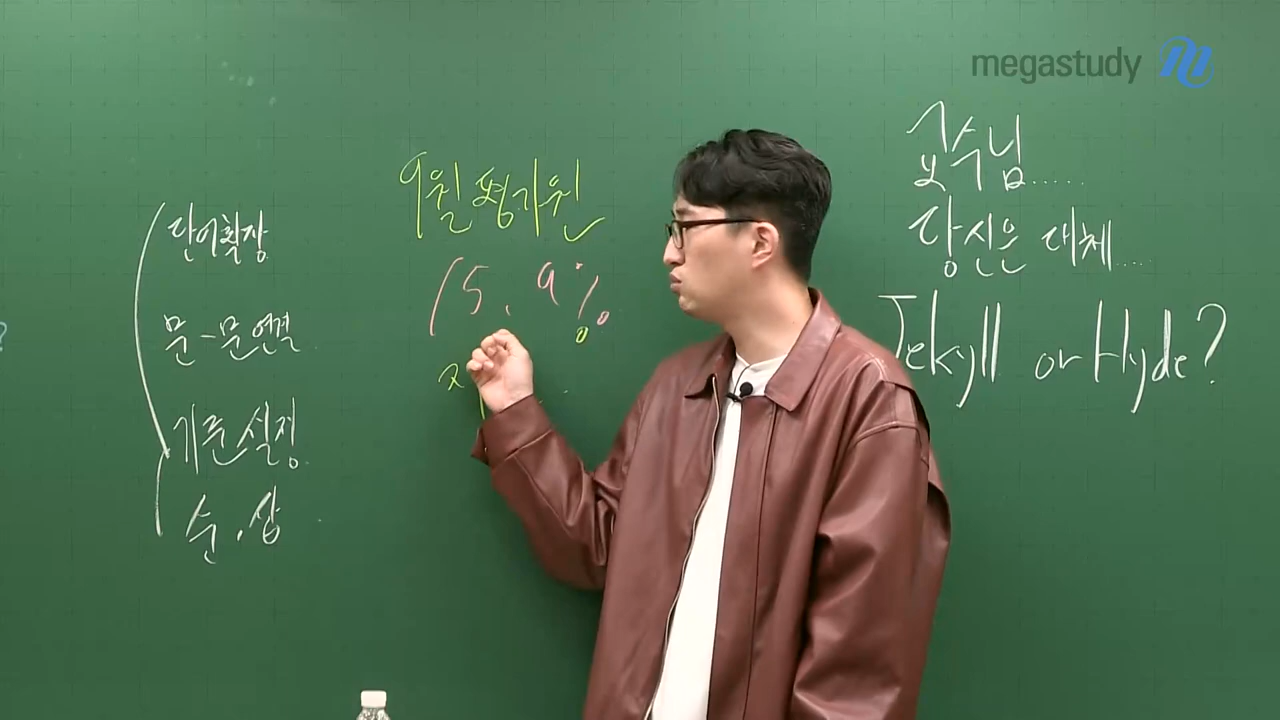 megastudy
단어확장
문-문연결
기준설정
순.삽
9월평가원
15.9%
교수님.....
당신은 대체....
Jekyll or Hyde?
?